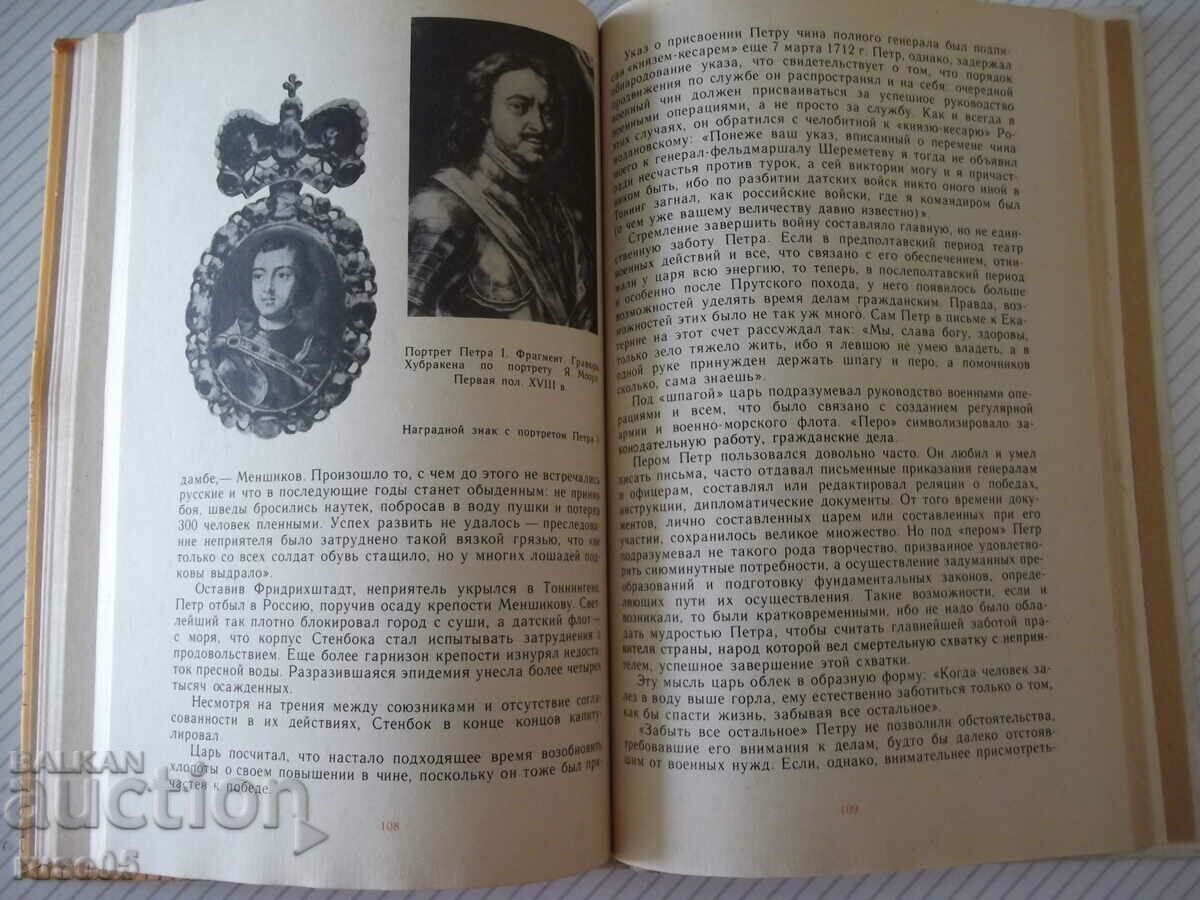 Портрет Петра I. Фрагмент Гравюра
Хубракена по портрету Я Моора
Первая пол. XVIII в
Наградной знак с портретом Петра I
дамбе,— Меншиков. Произошло то, с чем до этого не встречались
русские и что в последующие годы станет обыденным: не приняв
боя, шведы бросились наутек, побросав в воду пушки и потеряв
300 человек пленными. Успех развить не удалось — преследова-
ние неприятеля было затруднено такой вязкой грязью, что «не
только со всех солдат обувь стащило, но у многих лошадей под-
ковы выдрало».
Оставив Фридрихштадт, неприятель укрылся в Тоннингене.
Петр отбыл в Россию, поручив осаду крепости Меншикову. Свет-
лейший так плотно блокировал город с суши, а датский флот —
с моря, что корпус Стенбока стал испытывать затруднения с
продовольствием. Еще более гарнизон крепости изнурял недоста-
ток пресной воды. Разразившаяся эпидемия унесла более четырех
тысяч осажденных.
Несмотря на трения между союзниками и отсутствие согла-
сованности в их действиях, Стенбок в конце концов капиту-
лировал.
Царь посчитал, что настало подходящее время возобновить
хлопоты о своем повышении в чине, поскольку он тоже был при-
частен к победе.
108
Указ о присвоении Петру чина полного генерала был подпи-
сан «князем-кесарем» еще 7 марта 1712 г. Петр, однако, задержал
обнародование указа, что свидетельствует о том, что порядок
продвижения по службе он распространял и на себя: очередной
военный чин должен присваиваться за успешное руководство
военными операциями, а не просто за службу. Как и всегда в
этих случаях, он обратился с челобитной к «князю-кесарю» Ро-
модановскому: «Понеже ваш указ, вписанный о перемене чина
моего к генерал-фельдмаршалу Шереметеву я тогда не объявил
ради несчастья против турок, а сей виктории могу и я причаст-
ником быть, ибо по разбитии датских войск никто оного иной в
Тонинг загнал, как российские войски, где я командиром был
(о чем уже вашему величеству давно известно)».
Стремление завершить войну составляло главную, но не един-
ственную заботу Петра. Если в предполтавский период театр
военных действий и все, что связано с его обеспечением, отни-
мали у царя всю энергию, то теперь, в послеполтавский период
и особенно после Прутского похода, у него появилось больше
возможностей уделять время делам гражданским. Правда, воз-
можностей этих было не так уж много. Сам Петр в письме к Ека-
терине на этот счет рассуждал так: «Мы, слава богу, здоровы,
только зело тяжело жить, ибо я левшою не умею владеть, а в
одной руке принужден держать шпагу и перо, а помочников
сколько, сама знаешь».
Под «шпагой» царь подразумевал руководство военными опе-
рациями и всем, что было связано с созданием регулярной
армии и военно-морского флота. «Перо» символизировало за-
конодательную работу, гражданские дела.
Пером Петр пользовался довольно часто. Он любил и умел
писать письма, часто отдавал письменные приказания генералам
и офицерам, составлял или редактировал реляции о победах,
инструкции, дипломатические документы. От того времени доку-
ментов, лично составленных царем или составленных при его
участии, сохранилось великое множество. Но под «пером» Петр
подразумевал не такого рода творчество, призванное удовлетво-
рить сиюминутные потребности, а осуществление задуманных пре-
образований и подготовку фундаментальных законов, опреде-
ляющих пути их осуществления. Такие возможности, если и
возникали, то были кратковременными, ибо не надо было обла-
дать мудростью Петра, чтобы считать главнейшей заботой пра-
вителя страны, народ которой вел смертельную схватку с неприя-
телем, успешное завершение этой схватки.
Эту мысль царь облек в образную форму: «Когда человек за-
лез в воду выше горла, ему естественно заботиться только о том,
как бы спасти жизнь, забывая все остальное».
«Забыть все остальное» Петру не позволили обстоятельства,
требовавшие его внимания к делам, будто бы далеко отстояв-
шим от военных нужд. Если, однако, внимательнее присмотреть-
109
BALKAN
auction
rusc05